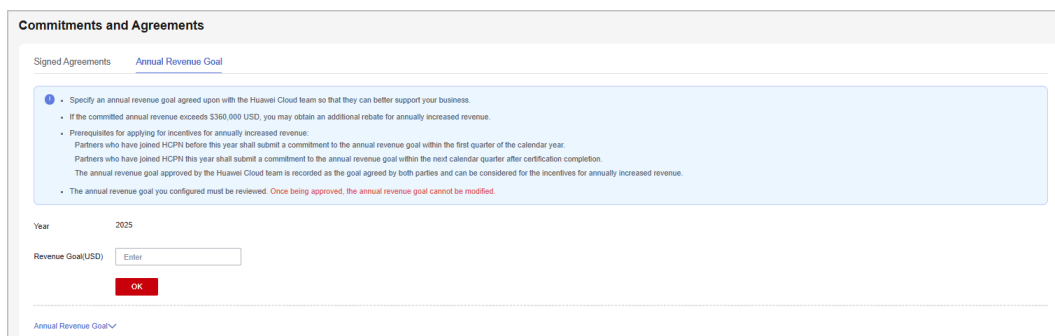 Commitments and Agreements
Signed Agreements
Annual Revenue Goal
• Specify an annual revenue goal agreed upon with the Huawei Cloud team so that they can better support your business.
• If the committed annual revenue exceeds $360,000 USD, you may obtain an additional rebate for annually increased revenue.
• Prerequisites for applying for incentives for annually increased revenue:
Partners who have joined HCPN before this year shall submit a commitment to the annual revenue goal within the first quarter of the calendar year.
Partners who have joined HCPN this year shall submit a commitment to the annual revenue goal within the next calendar quarter after certification completion.
The annual revenue goal approved by the Huawei Cloud team is recorded as the goal agreed by both parties and can be considered for the incentives for annually increased revenue.
• The annual revenue goal you configured must be reviewed. Once being approved, the annual revenue goal cannot be modified.
Year 2025
Revenue Goal(USD) Enter
OK
Annual Revenue Goal